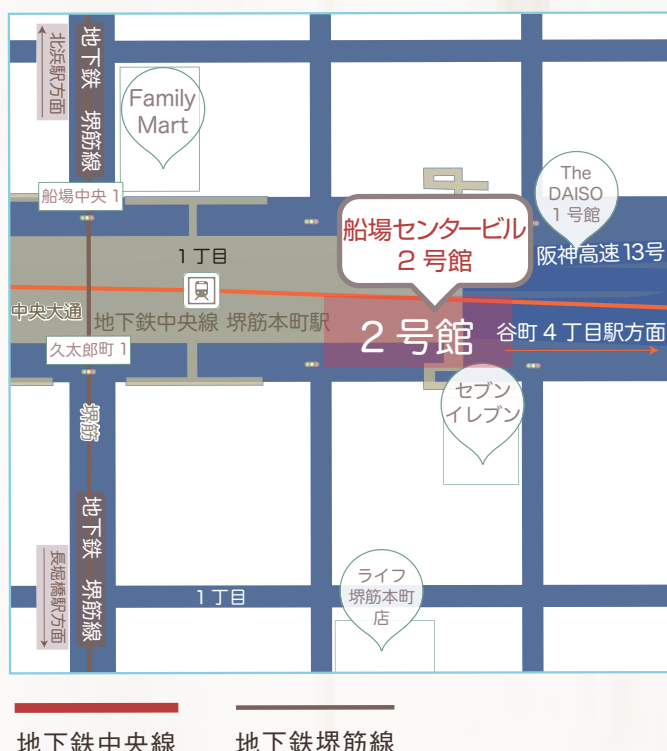 北浜駅方面
地下鉄 堺筋線
Family
Mart
The
DAISO
1号館
船場中央 1
船場センタービル
2 号館
1丁目
阪神高速13号
中央大通
地下鉄中央線 堺筋本町駅
2 号館
谷町4丁目駅方面
久太郎町 1
セブン
イレブン
堺筋
地下鉄 堺筋線
長堀橋駅方面
ライフ
堺筋本町
店
1丁目
地下鉄中央線
地下鉄堺筋線